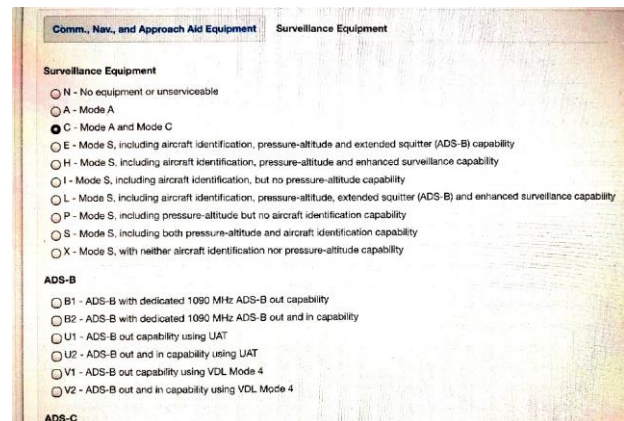 Comm., Nav., and Approach Aid Equipment Surveillance Equipment
Surveillance Equipment
N - No equipment or unserviceable
A - Mode A
C - Mode A and Mode C
E - Mode S, including aircraft identification, pressure-altitude and extended squitter (ADS-B) capability
H - Mode S, including aircraft identification, pressure-altitude and enhanced surveillance capability
I - Mode S, including aircraft identification, but no pressure-altitude capability
L - Mode S, including aircraft identification, pressure-altitude, extended squitter (ADS-B) and enhanced surveillance capability
P - Mode S, including pressure-altitude but no aircraft identification capability
S - Mode S, including both pressure-altitude and aircraft identification capability
X - Mode S, with neither aircraft identification nor pressure-altitude capability
ADS-B
B1 - ADS-B with dedicated 1090 MHz ADS-B out capability
B2 - ADS-B with dedicated 1090 MHz ADS-B out and in capability
U1 - ADS-B out capability using UAT
U2 - ADS-B out and in capability using UAT
V1 - ADS-B out capability using VDL Mode 4
V2 - ADS-B out and in capability using VDL Mode 4
ADS-C